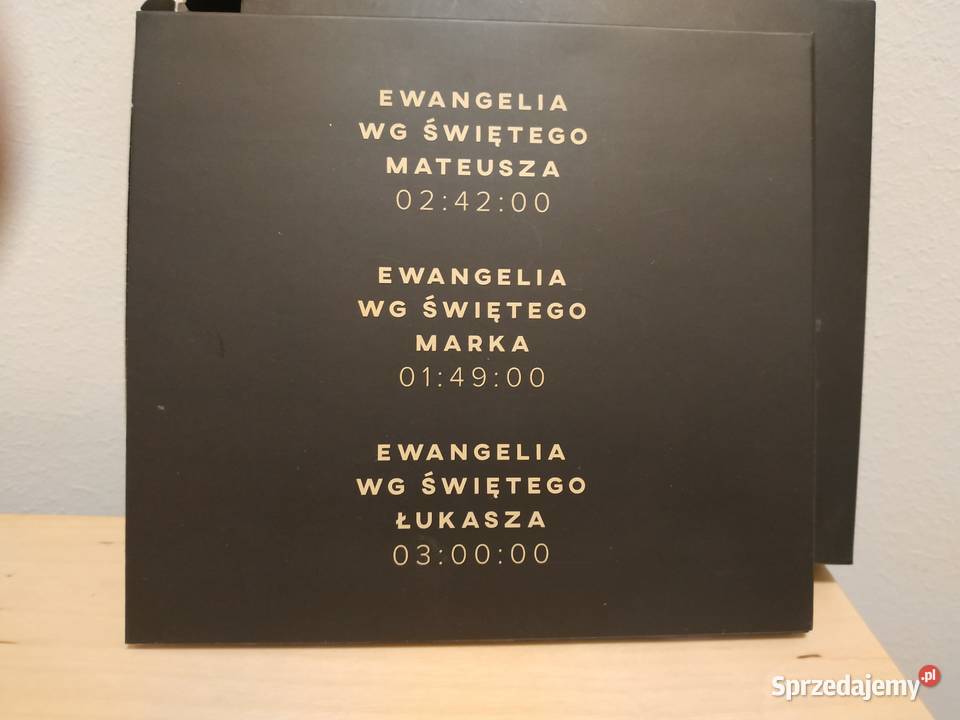 EWANGELIA
WG ŚWIĘTEGO
MATEUSZA
02:42:00
EWANGELIA
WG ŚWIĘTEGO
MARKA
01:49:00
EWANGELIA
WG ŚWIĘTEGO
ŁUKASZA
03:00:00
Sprzedajemy.pl